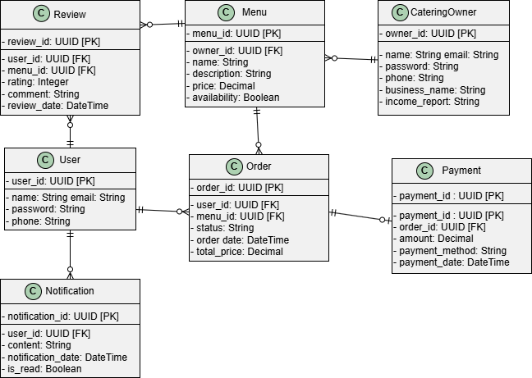 C Review
- review_id: UUID [PK]
- user_id: UUID [FK]
- menu_id: UUID [FK]
- rating: Integer
- comment: String
- review_date: DateTime
C Menu
- menu_id: UUID [PK]
- owner_id: UUID [FK]
- name: String
- description: String
- price: Decimal
- availability: Boolean
C CateringOwner
- owner_id: UUID [PK]
- name: String email: String
- password: String
- phone: String
- business_name: String
- income_report: String
C User
- user_id: UUID [PK]
- name: String email: String
- password: String
- phone: String
C Order
- order_id: UUID [PK]
- user_id: UUID [FK]
- menu_id: UUID [FK]
- status: String
- order date: DateTime
- total_price: Decimal
C Payment
- payment_id : UUID [PK]
- payment_id : UUID [PK]
- order_id: UUID [FK]
- amount: Decimal
- payment_method: String
- payment_date: DateTime
C Notification
- notification_id: UUID [PK]
- user_id: UUID [FK]
- content: String
- notification_date: DateTime
- is_read: Boolean